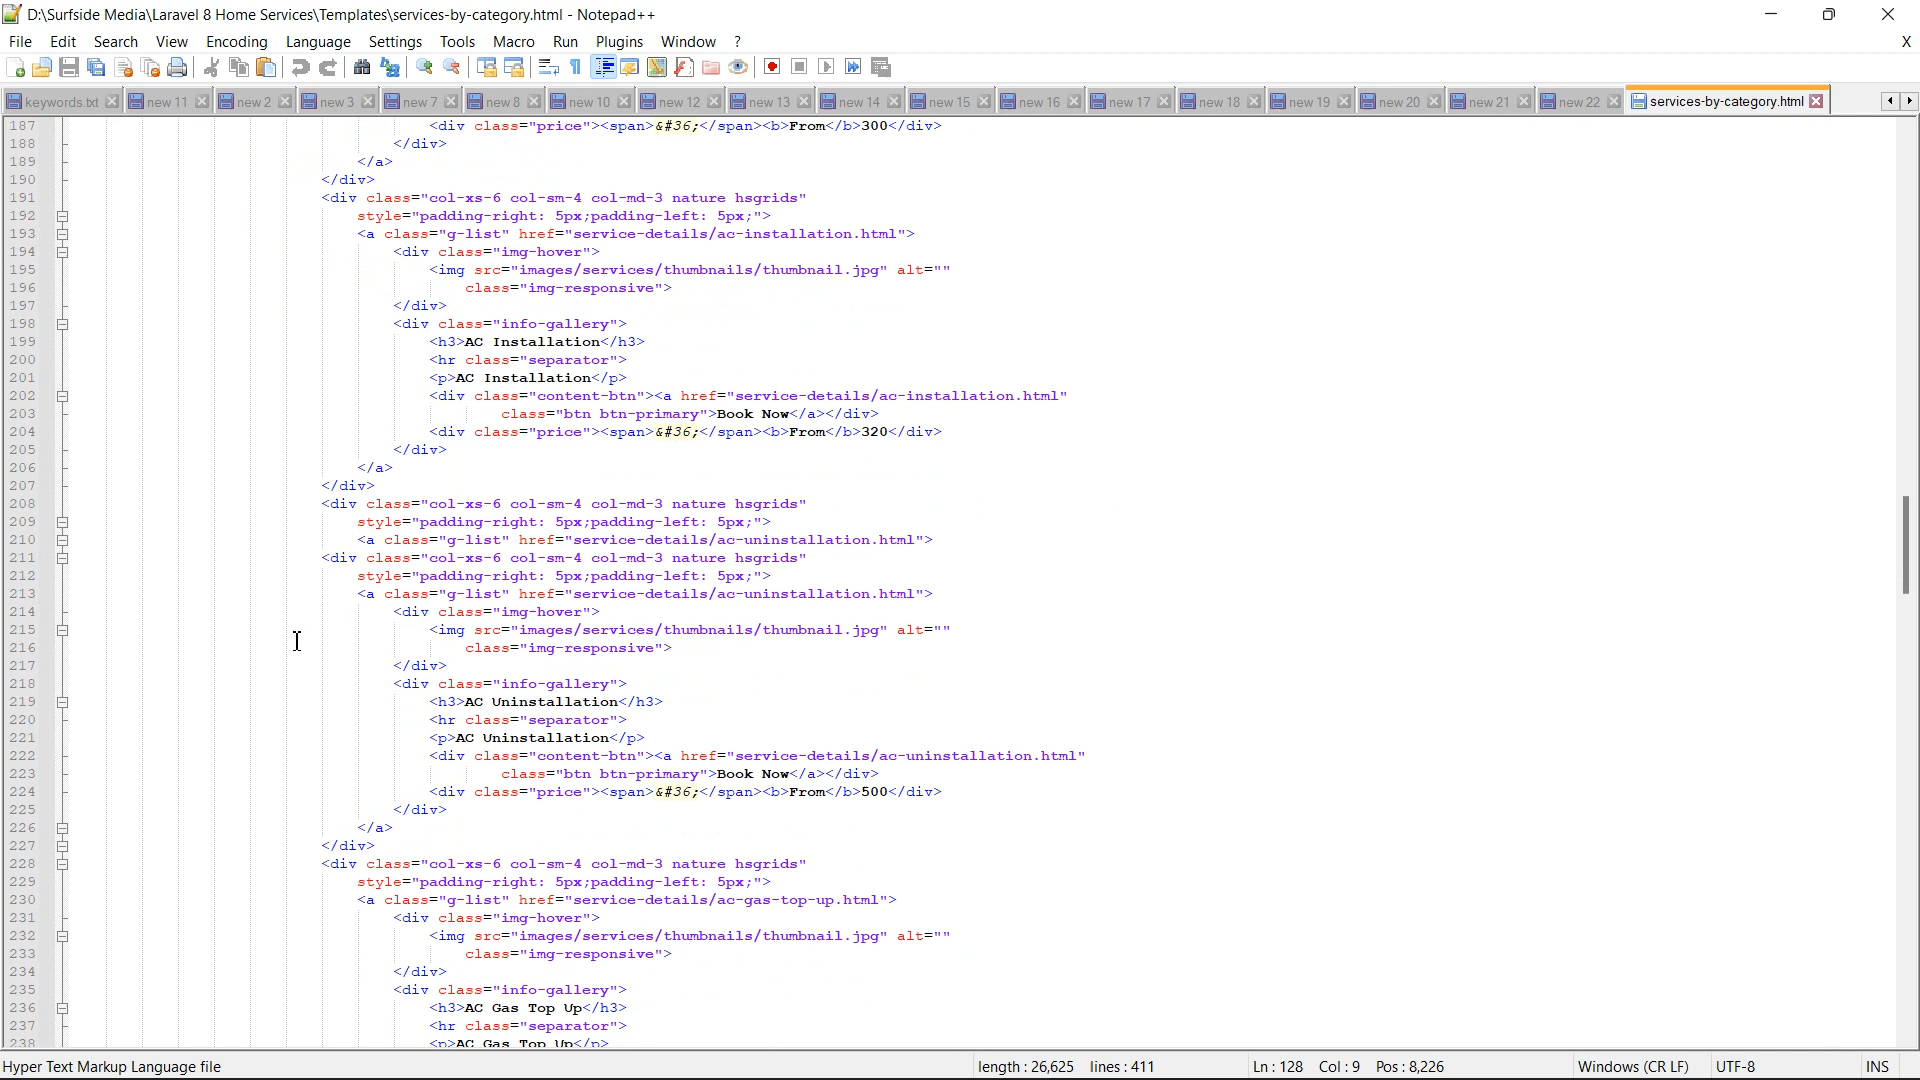 D:\Surfside Media\Laravel 8 Home Services\Templates\services-by-category.html - Notepad++
File Edit Search View Encoding Language Settings Tools Macro Run Plugins Window ? X
keywords.txt new 11 new 2 new 3 new 7 new 8 new 10 new 12 new 13 new 14 new 15 new 16 new 17 new 18 new 19 new 20 new 21 new 22 services-by-category.html
187 <div class="price"><span>&#36;</span><b>From</b>300</div>
188 </div>
189 </a>
190 </div>
191 <div class="col-xs-6 col-sm-4 col-md-3 nature hsgrids"
192 style="padding-right: 5px;padding-left: 5px;">
193 <a class="g-list" href="service-details/ac-installation.html">
194 <div class="img-hover">
195 <img src="images/services/thumbnails/thumbnail.jpg" alt=""
196 class="img-responsive">
197 </div>
198 <div class="info-gallery">
199 <h3>AC Installation</h3>
200 <hr class="separator">
201 <p>AC Installation</p>
202 <div class="content-btn"><a href="service-details/ac-installation.html"
203 class="btn btn-primary">Book Now</a></div>
204 <div class="price"><span>&#36;</span><b>From</b>320</div>
205 </div>
206 </a>
207 </div>
208 <div class="col-xs-6 col-sm-4 col-md-3 nature hsgrids"
209 style="padding-right: 5px;padding-left: 5px;">
210 <a class="g-list" href="service-details/ac-uninstallation.html">
211 <div class="col-xs-6 col-sm-4 col-md-3 nature hsgrids"
212 style="padding-right: 5px;padding-left: 5px;">
213 <a class="g-list" href="service-details/ac-uninstallation.html">
214 <div class="img-hover">
215 <img src="images/services/thumbnails/thumbnail.jpg" alt=""
216 class="img-responsive">
217 </div>
218 <div class="info-gallery">
219 <h3>AC Uninstallation</h3>
220 <hr class="separator">
221 <p>AC Uninstallation</p>
222 <div class="content-btn"><a href="service-details/ac-uninstallation.html"
223 class="btn btn-primary">Book Now</a></div>
224 <div class="price"><span>&#36;</span><b>From</b>500</div>
225 </div>
226 </a>
227 </div>
228 <div class="col-xs-6 col-sm-4 col-md-3 nature hsgrids"
229 style="padding-right: 5px;padding-left: 5px;">
230 <a class="g-list" href="service-details/ac-gas-top-up.html">
231 <div class="img-hover">
232 <img src="images/services/thumbnails/thumbnail.jpg" alt=""
233 class="img-responsive">
234 </div>
235 <div class="info-gallery">
236 <h3>AC Gas Top Up</h3>
237 <hr class="separator">
238 <p>AC Gas Top Up</p>
Hyper Text Markup Language file length : 26,625 lines : 411 Ln : 128 Col : 9 Pos : 8,226 Windows (CR LF) UTF-8 INS